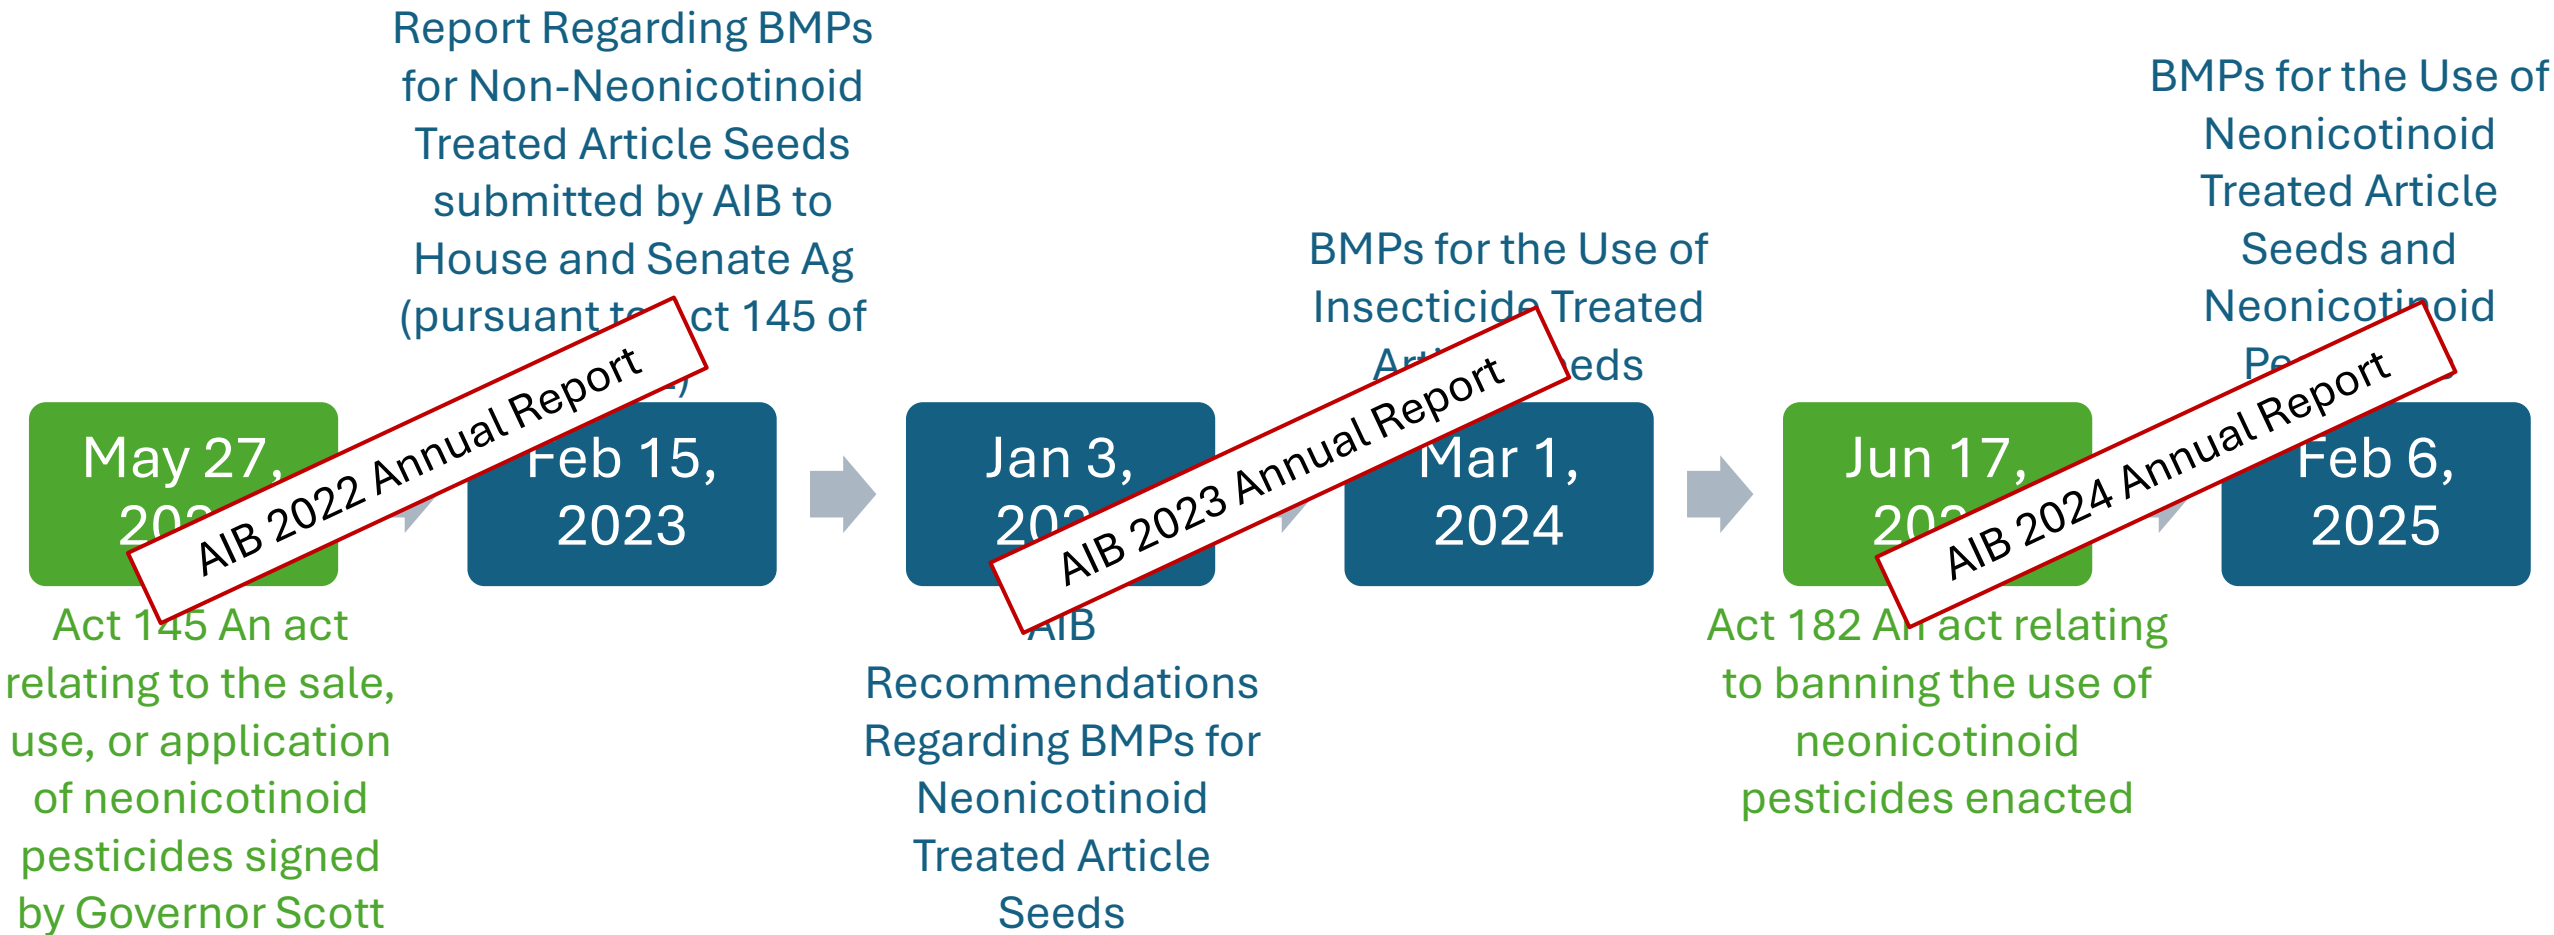 Report Regarding BMPs
for Non-Neonicotinoid
Treated Article Seeds
submitted by AIB to
House and Senate Ag
(pursuant 145 of
May 27,
Act 145 An act
relating to the sale,
use, or application
of neonicotinoid
pesticides signed
by Governor Scott
AIB 2022 Annual Report
Feb 15,
2023
Jan 3,
AIB
Recommendations
Regarding BMPs for
Neonicotinoid
Treated Article
Seeds
AIB 2023 Annual Report
BMPs for the Use of
Insecticide Treated
Mar 1,
2024
Jun 17,
Act 182 An act relating
to banning the use of
neonicotinoid
pesticides enacted
AIB 2024 Annual Report
BMPs for the Use of
Neonicotinoid
Treated Article
Seeds and
Neonicotinoid
Feb 6,
2025